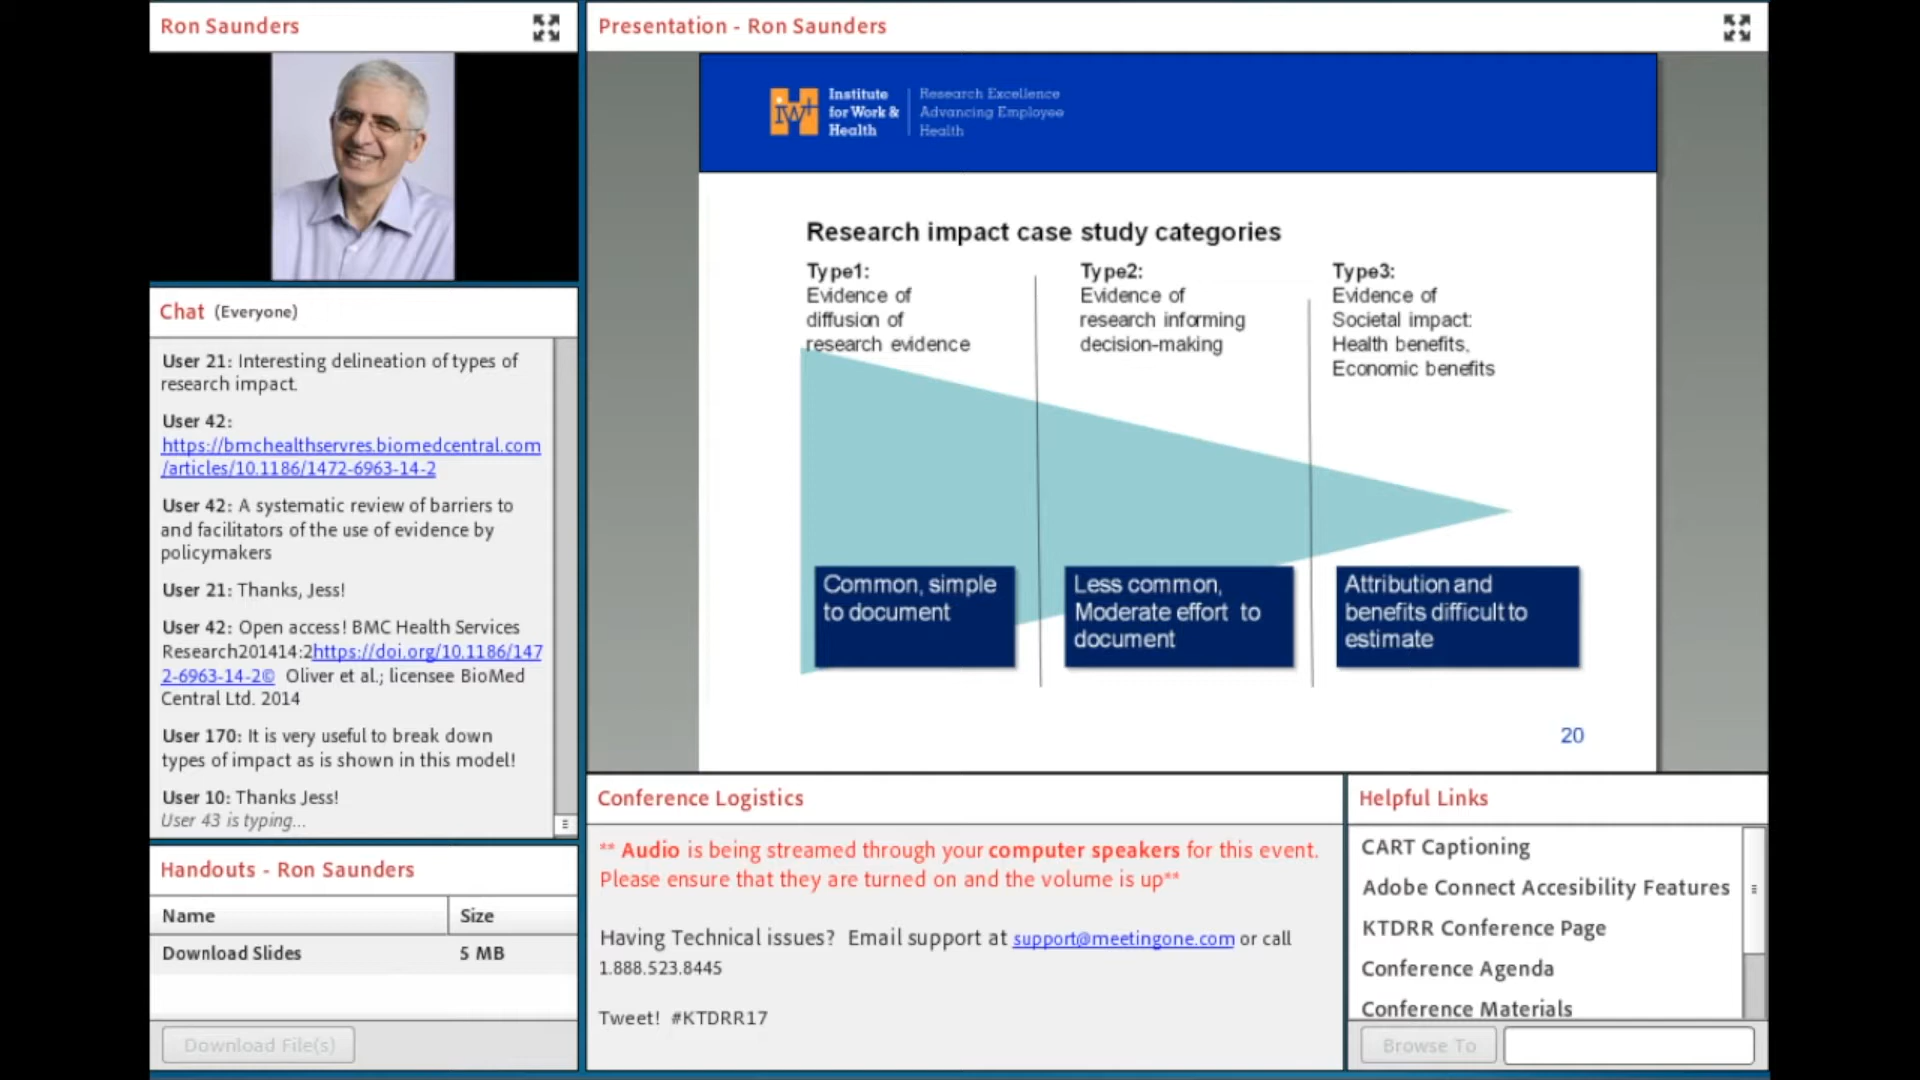 Ron Saunders
Presentation - Ron Saunders
Institute
for Work &
Health
Research Excellence
Advancing Employee
Health
Research impact case study categories
Type1:
Evidence of
diffusion of
research evidence
Type2:
Evidence of
research informing
decision-making
Type3:
Evidence of
Societal impact:
Health benefits,
Economic benefits
Common, simple
to document
Less common,
Moderate effort to
document
Attribution and
benefits difficult to
estimate
20
Chat (Everyone)
User 21: Interesting delineation of types of
research impact.
User 42:
https://bmchealthservres.biomedcentral.com
/articles/10.1186/1472-6963-14-2
User 42: A systematic review of barriers to
and facilitators of the use of evidence by
policymakers
User 21: Thanks, Jess!
User 42: Open access! BMC Health Services
Research201414:2https://doi.org/10.1186/147
2-6963-14-2© Oliver et al.; licensee BioMed
Central Ltd. 2014
User 170: It is very useful to break down
types of impact as is shown in this model!
User 10: Thanks Jess!
User 43 is typing...
Handouts - Ron Saunders
Name Size
Download Slides 5 MB
Download File(s)
Conference Logistics
** Audio is being streamed through your computer speakers for this event.
Please ensure that they are turned on and the volume is up**
Having Technical issues? Email support at support@meetingone.com or call
1.888.523.8445
Tweet! #KTDRR17
Helpful Links
CART Captioning
Adobe Connect Accesibility Features
KTDRR Conference Page
Conference Agenda
Conference Materials
Browse To